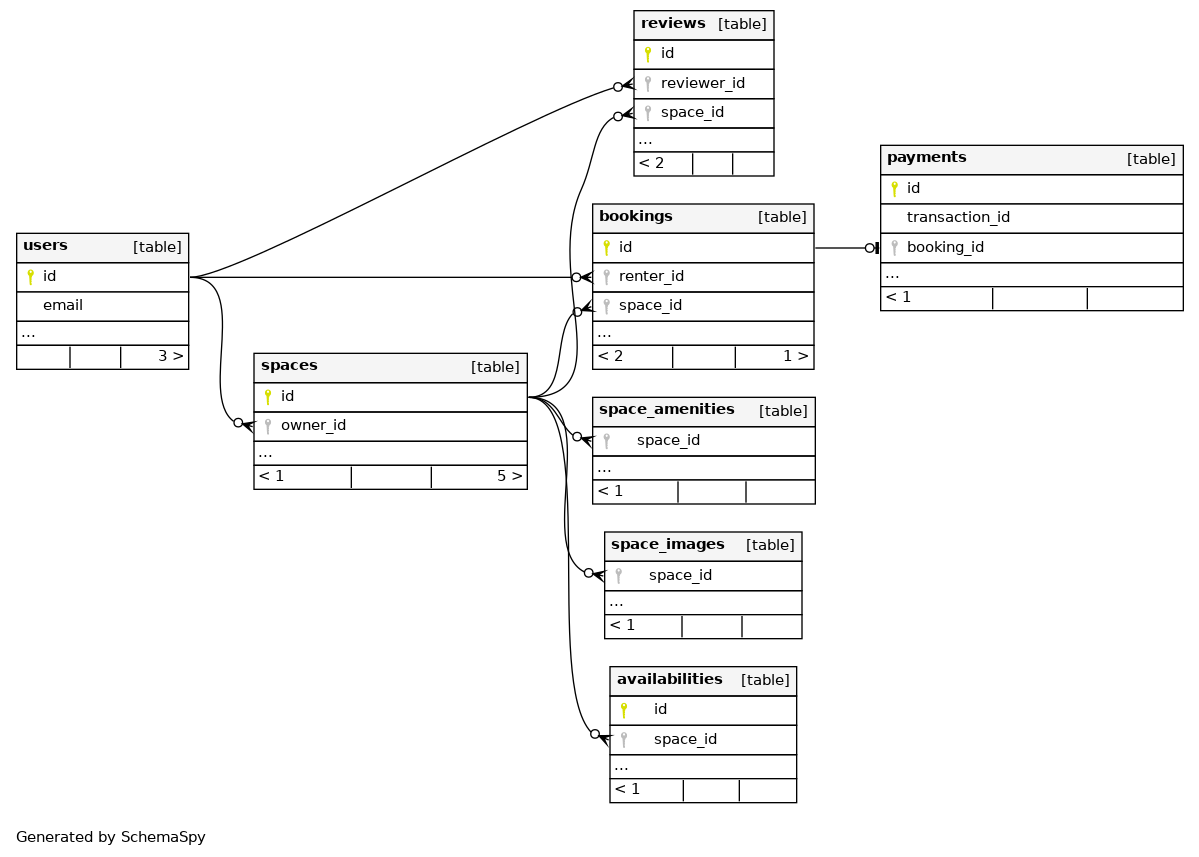 reviews [table]
id
reviewer_id
space_id
...
< 2
payments [table]
id
transaction_id
booking_id
...
< 1
bookings [table]
id
renter_id
space_id
...
< 2 1 >
users [table]
id
email
...
3 >
spaces [table]
id
owner_id
...
< 1 5 >
space_amenities [table]
space_id
...
< 1
space_images [table]
space_id
...
< 1
availabilities [table]
id
space_id
...
< 1
Generated by SchemaSpy